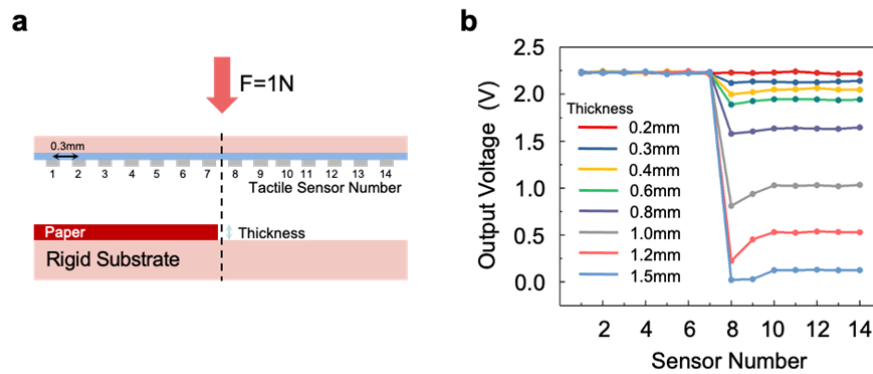 a
F=1N
0.3mm
1 2 3 4 5 6 7 8 9 10 11 12 13 14
Tactile Sensor Number
Paper
Thickness
Rigid Substrate
b
Output Voltage (V)
2.5
2.0
1.5
1.0
0.5
0.0
Thickness
0.2mm
0.3mm
0.4mm
0.6mm
0.8mm
1.0mm
1.2mm
1.5mm
2 4 6 8 10 12 14
Sensor Number